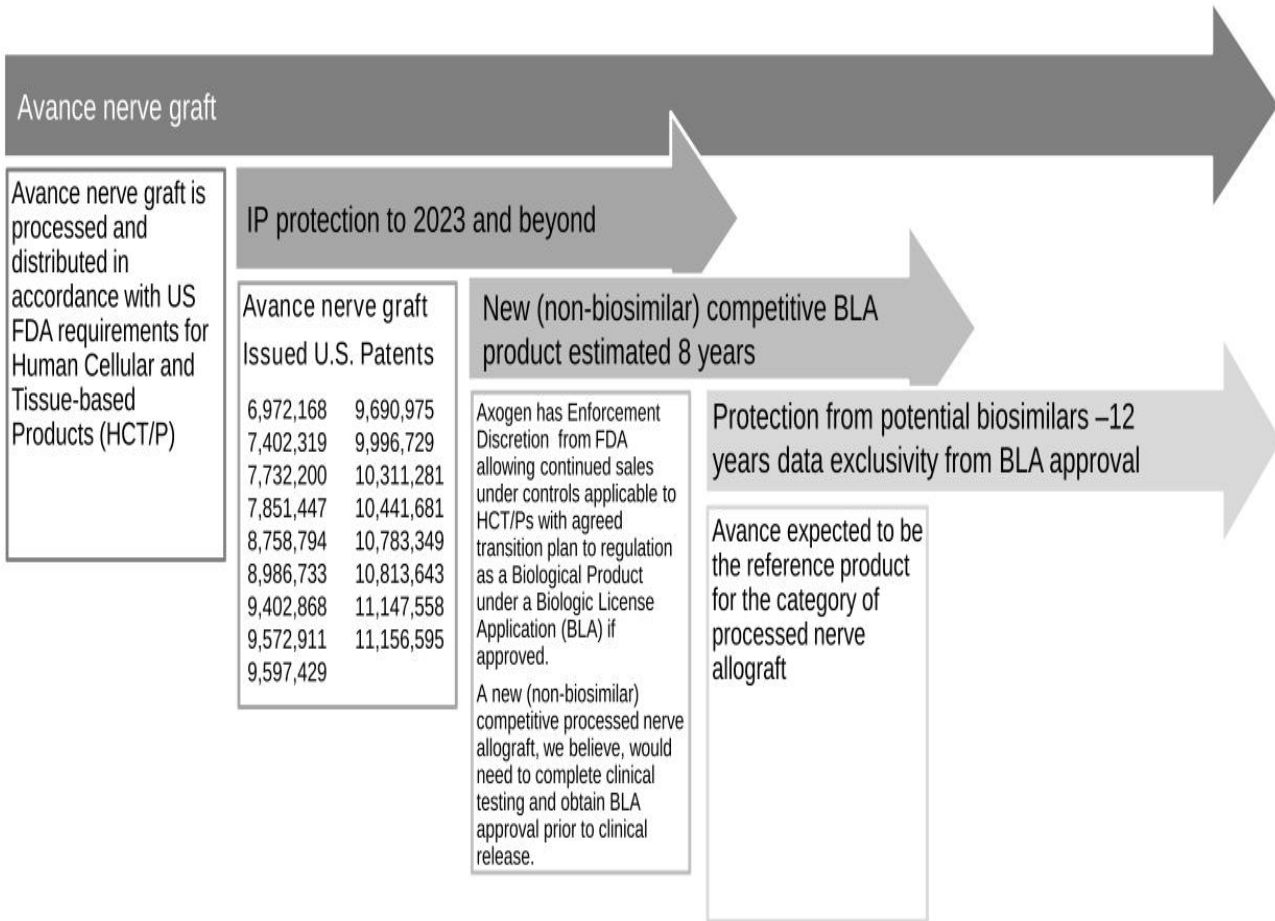 Avance nerve graft
Avance nerve graft is
processed and
distributed in
accordance with US
FDA requirements for
Human Cellular and
Tissue-based
Products (HCT/P)
IP protection to 2023 and beyond
Avance nerve graft
Issued U.S. Patents
6,972,168 9,690,975
7,402,319 9,996,729
7,732,200 10,311,281
7,851,447 10,441,681
8,758,794 10,783,349
8,986,733 10,813,643
9,402,868 11,147,558
9,572,911 11,156,595
9,597,429
New (non-biosimilar) competitive BLA
product estimated 8 years
Axogen has Enforcement
Discretion from FDA
allowing continued sales
under controls applicable to
HCT/Ps with agreed
transition plan to regulation
as a Biological Product
under a Biologic License
Application (BLA) if
approved.
A new (non-biosimilar)
competitive processed nerve
allograft, we believe, would
need to complete clinical
testing and obtain BLA
approval prior to clinical
release.
Protection from potential biosimilars –12
years data exclusivity from BLA approval
Avance expected to be
the reference product
for the category of
processed nerve
allograft